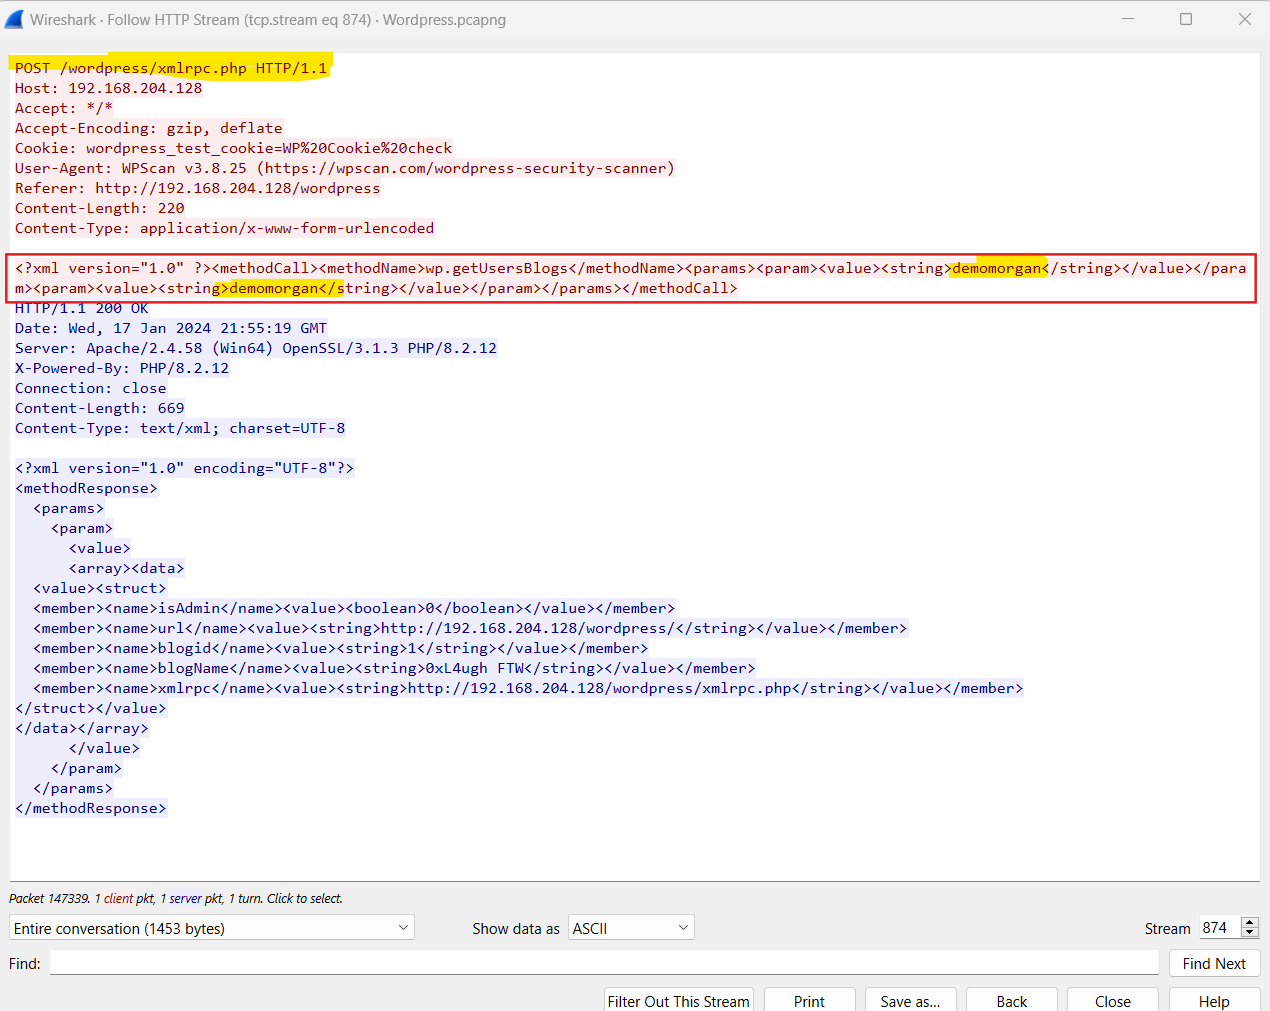 Wireshark · Follow HTTP Stream (tcp.stream eq 874) · Wordpress.pcapng
POST /wordpress/xmlrpc.php HTTP/1.1
Host: 192.168.204.128
Accept: */*
Accept-Encoding: gzip, deflate
Cookie: wordpress_test_cookie=WP%20Cookie%20check
User-Agent: WPScan v3.8.25 (https://wpscan.com/wordpress-security-scanner)
Referer: http://192.168.204.128/wordpress
Content-Length: 220
Content-Type: application/x-www-form-urlencoded
<?xml version="1.0" ?><methodCall><methodName>wp.getUsersBlogs</methodName><params><param><value><string>demomorgan</string></value></para
m><param><value><string>demomorgan</string></value></param></params></methodCall>
HTTP/1.1 200 OK
Date: Wed, 17 Jan 2024 21:55:19 GMT
Server: Apache/2.4.58 (Win64) OpenSSL/3.1.3 PHP/8.2.12
X-Powered-By: PHP/8.2.12
Connection: close
Content-Length: 669
Content-Type: text/xml; charset=UTF-8
<?xml version="1.0" encoding="UTF-8"?>
<methodResponse>
<params>
<param>
<value>
<array><data>
<value><struct>
<member><name>isAdmin</name><value><boolean>0</boolean></value></member>
<member><name>url</name><value><string>http://192.168.204.128/wordpress/</string></value></member>
<member><name>blogid</name><value><string>1</string></value></member>
<member><name>blogName</name><value><string>0xL4ugh FTW</string></value></member>
<member><name>xmlrpc</name><value><string>http://192.168.204.128/wordpress/xmlrpc.php</string></value></member>
</struct></value>
</data></array>
</value>
</param>
</params>
</methodResponse>
Packet 147339. 1 client pkt, 1 server pkt, 1 turn. Click to select.
Entire conversation (1453 bytes) Show data as ASCII Stream 874
Find: Find Next
Filter Out This Stream Print Save as... Back Close Help